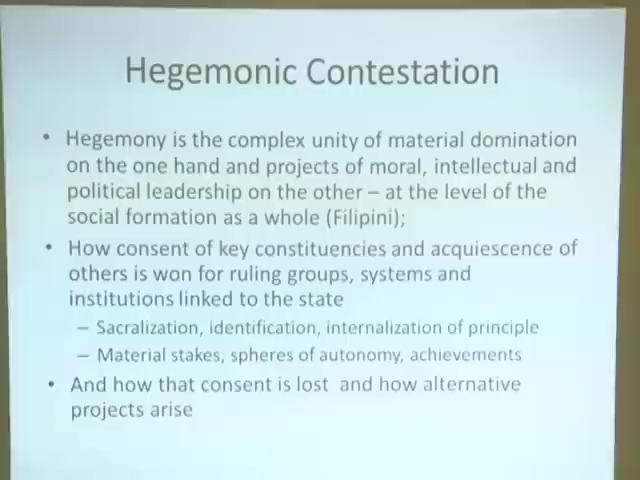 Hegemonic Contestation
• Hegemony is the complex unity of material domination
on the one hand and projects of moral, intellectual and
political leadership on the other – at the level of the
social formation as a whole (Filipini);
• How consent of key constituencies and acquiescence of
others is won for ruling groups, systems and
institutions linked to the state
– Sacralization, identification, internalization of principle
– Material stakes, spheres of autonomy, achievements
• And how that consent is lost and how alternative
projects arise